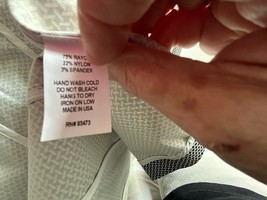 75% RAYO
22% NYLON
3% SPANDEX
HAND WASH COLD
DO NOT BLEACH
HANG TO DRY
IRON ON LOW
MADE IN USA
RN# 93473